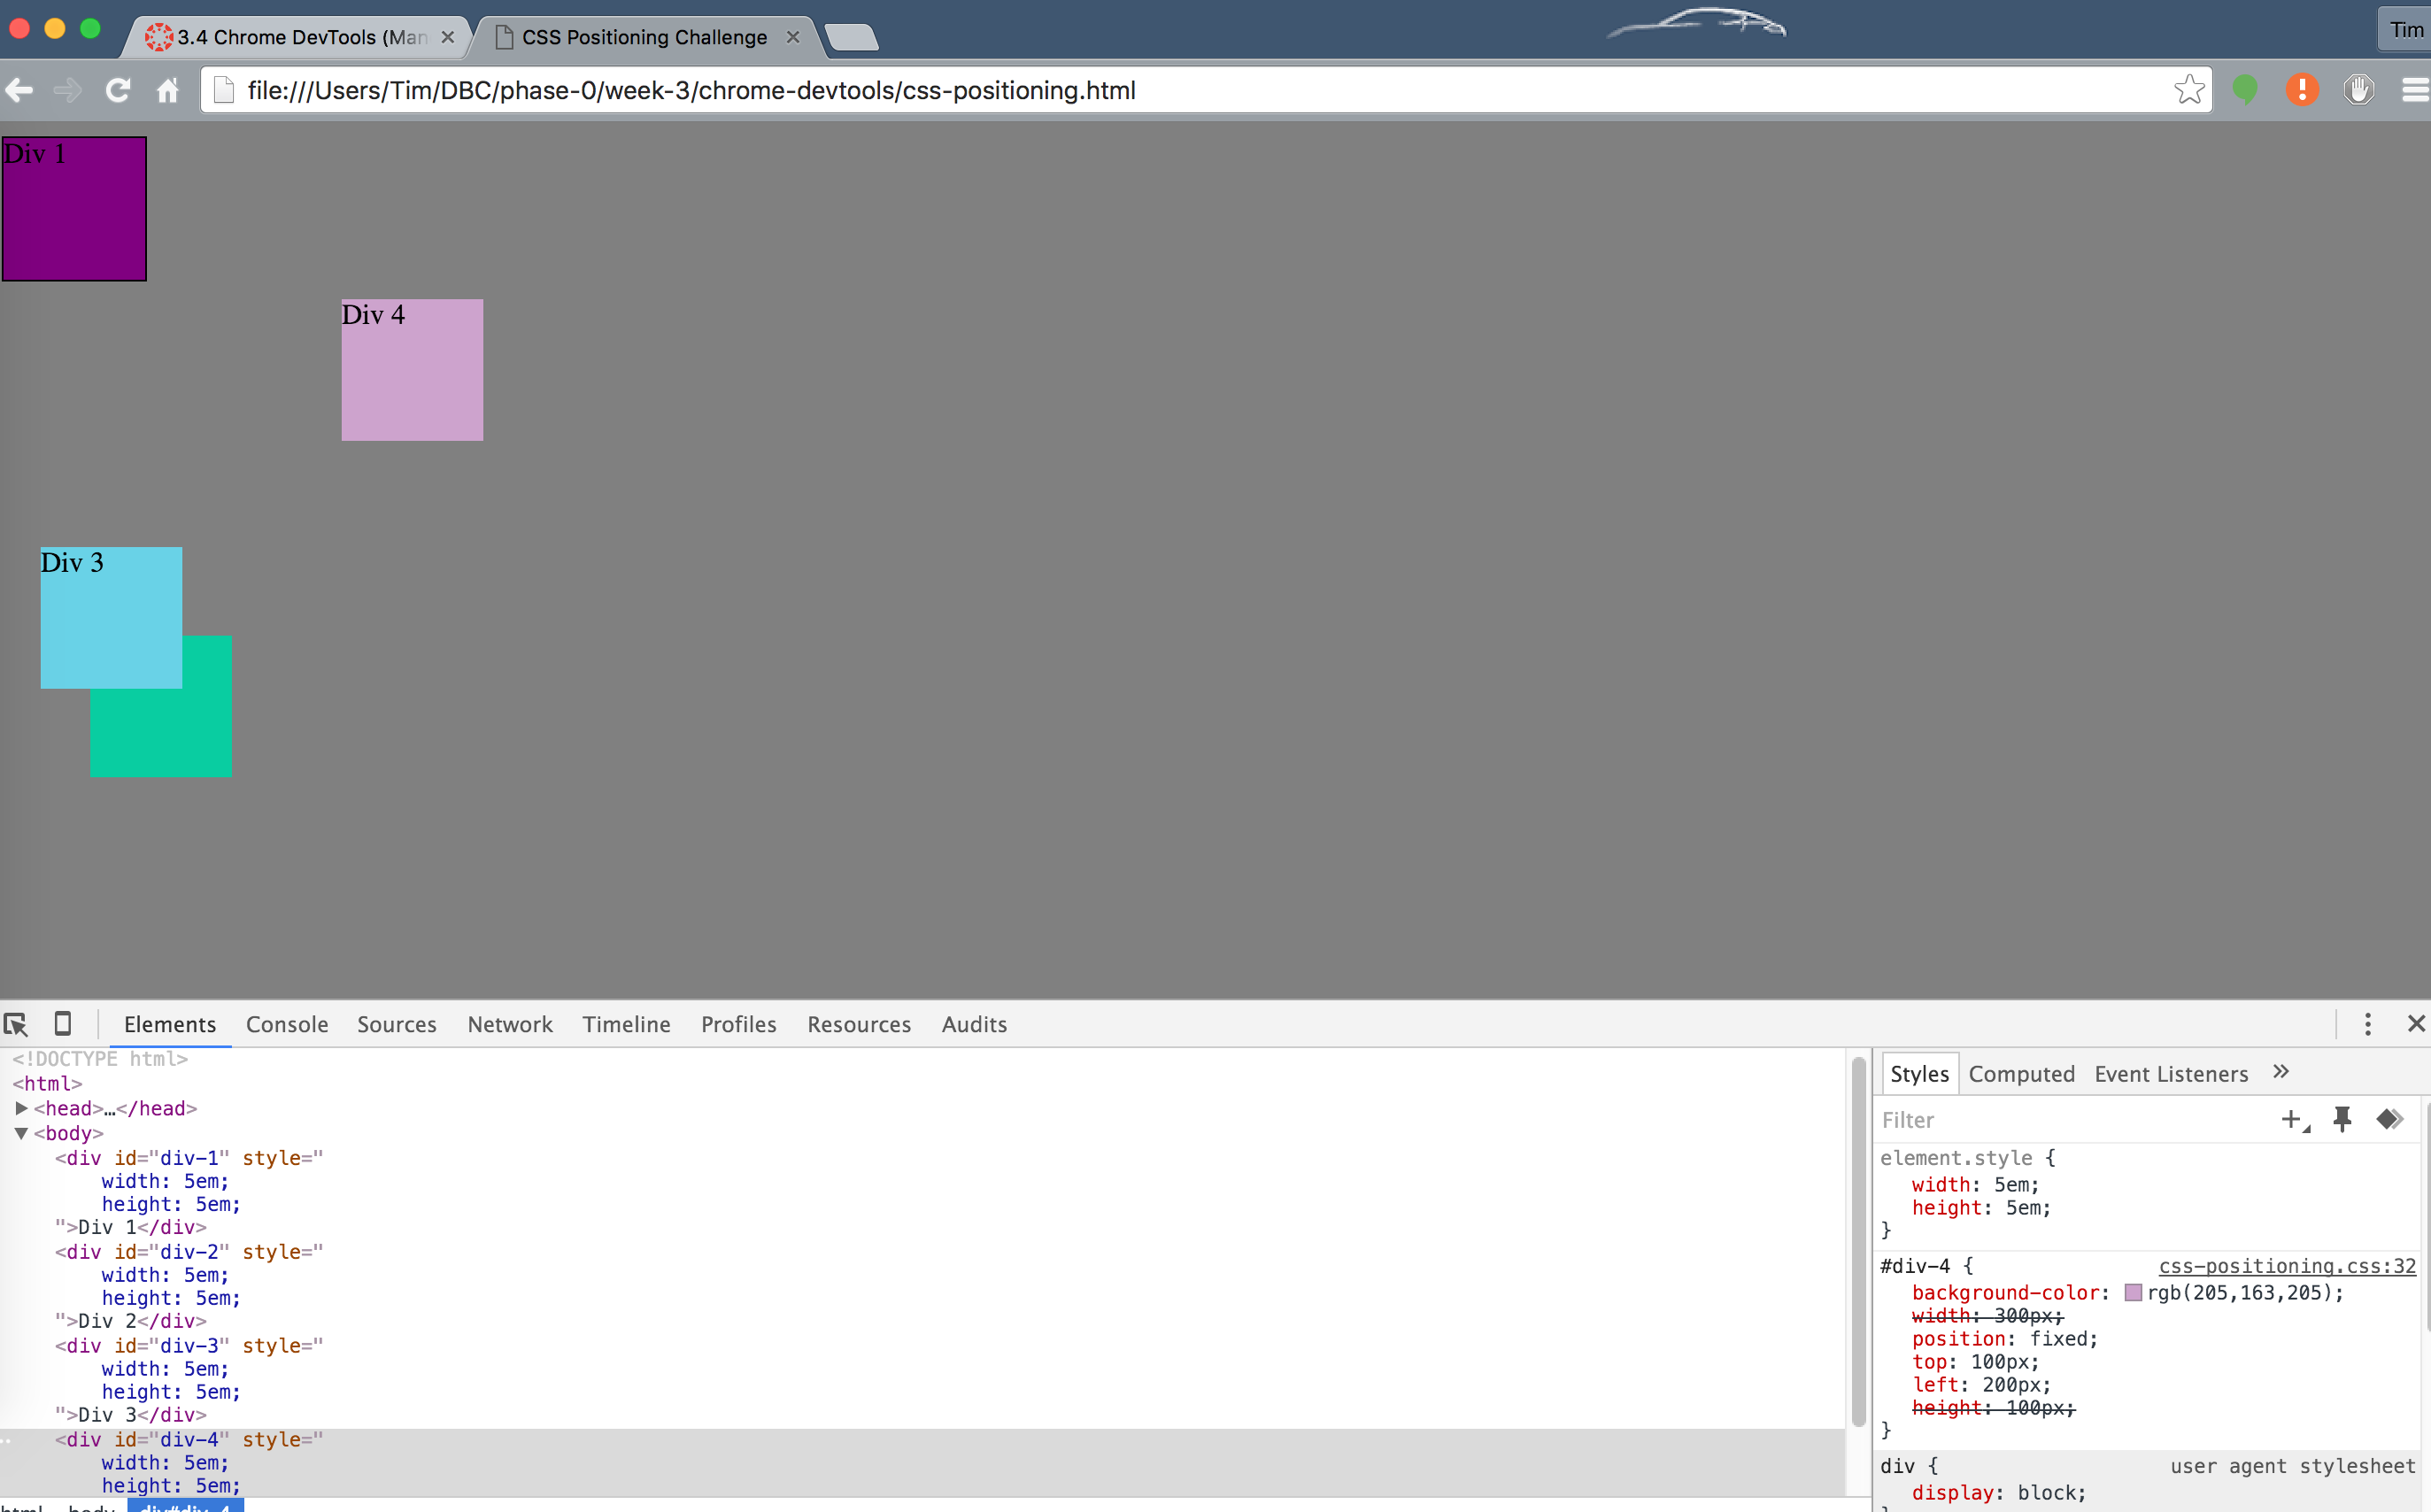 3.4 Chrome DevTools (Man
CSS Positioning Challenge
Tim
file:///Users/Tim/DBC/phase-0/week-3/chrome-devtools/css-positioning.html
Div 1
Div 4
Div 3
Elements Console Sources Network Timeline Profiles Resources Audits
<!DOCTYPE html>
<html>
<head>…</head>
<body>
<div id="div-1" style="
width: 5em;
height: 5em;
">Div 1</div>
<div id="div-2" style="
width: 5em;
height: 5em;
">Div 2</div>
<div id="div-3" style="
width: 5em;
height: 5em;
">Div 3</div>
<div id="div-4" style="
width: 5em;
height: 5em;
html body div#div-4
Styles Computed Event Listeners »
Filter
element.style {
width: 5em;
height: 5em;
}
#div-4 { css-positioning.css:32
background-color: rgb(205,163,205);
width: 300px;
position: fixed;
top: 100px;
left: 200px;
height: 100px;
}
div { user agent stylesheet
display: block;